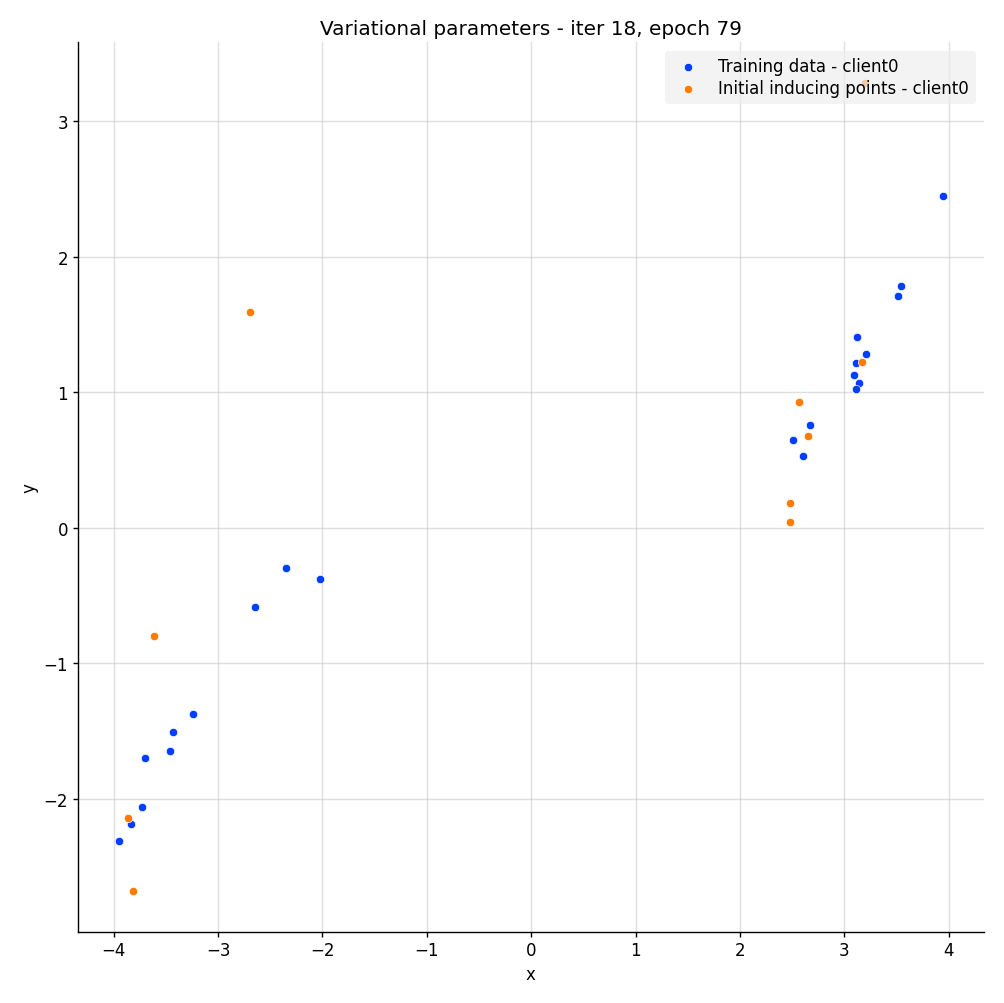 Variational parameters - iter 18, epoch 79
Training data - client0
Initial inducing points - client0
3
2
1
0
−1
−2
y
−4 −3 −2 −1 0 1 2 3 4
x